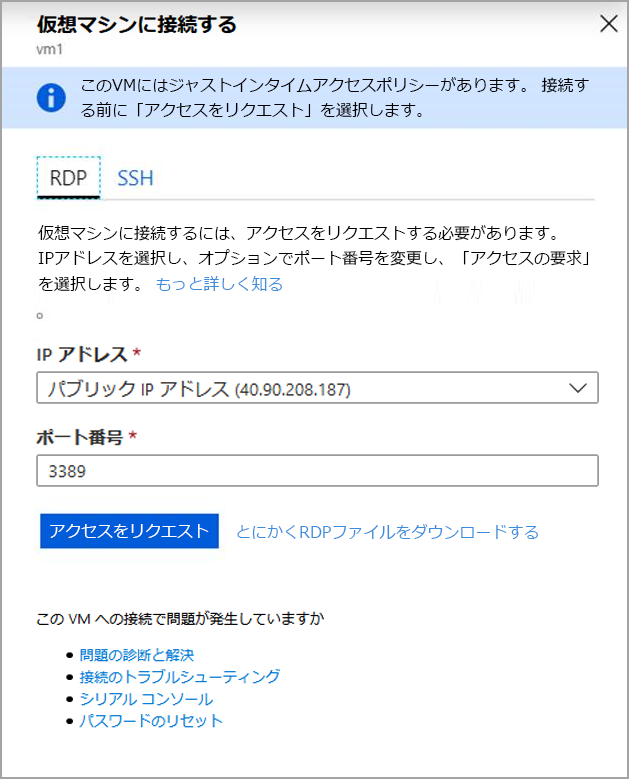 仮想マシンに接続する
vm1
このVMにはジャストインタイムアクセスポリシーがあります。 接続す
る前に「アクセスをリクエスト」を選択します。
RDP SSH
仮想マシンに接続するには、アクセスをリクエストする必要があります。
IPアドレスを選択し、オプションでポート番号を変更し、「アクセスの要求」
を選択します。 もっと詳しく知る
。
IP アドレス *
パブリック IP アドレス (40.90.208.187)
ポート番号 *
3389
アクセスをリクエスト とにかくRDPファイルをダウンロードする
この VM への接続で問題が発生していますか
• 問題の診断と解決
• 接続のトラブルシューティング
• シリアル コンソール
• パスワードのリセット